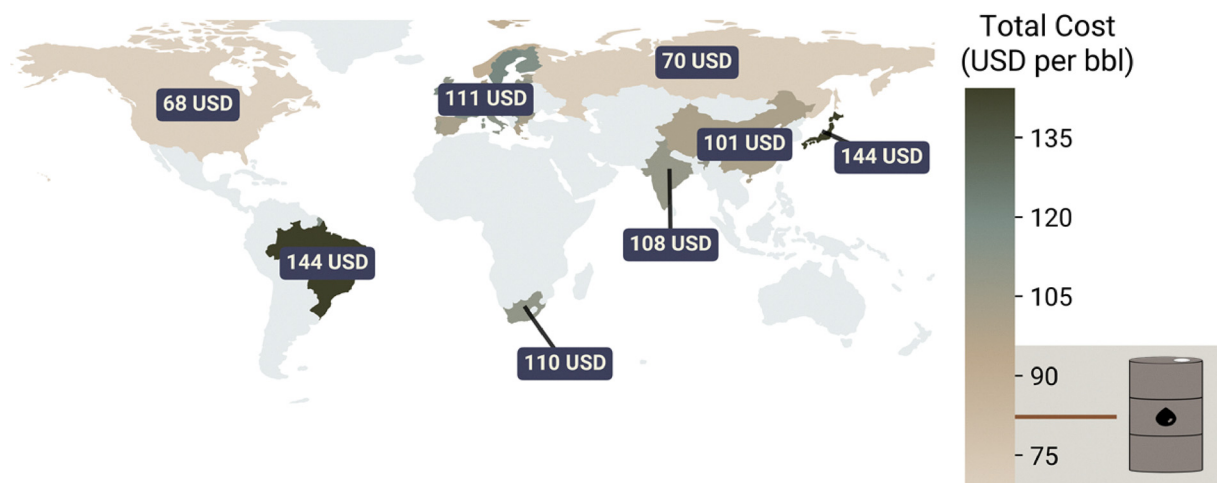 Total Cost
(USD per bbl)
70 USD
68 USD
111 USD
101 USD
144 USD
108 USD
144 USD
110 USD
135
120
105
90
75